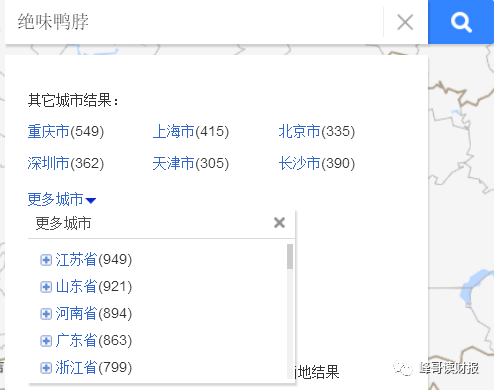 绝味鸭脖
其它城市结果：
重庆市(549) 上海市(415) 北京市(335)
深圳市(362) 天津市(305) 长沙市(390)
更多城市
更多城市
江苏省(949)
山东省(921)
河南省(894)
广东省(863)
浙江省(799)
地结果
峰哥读财报